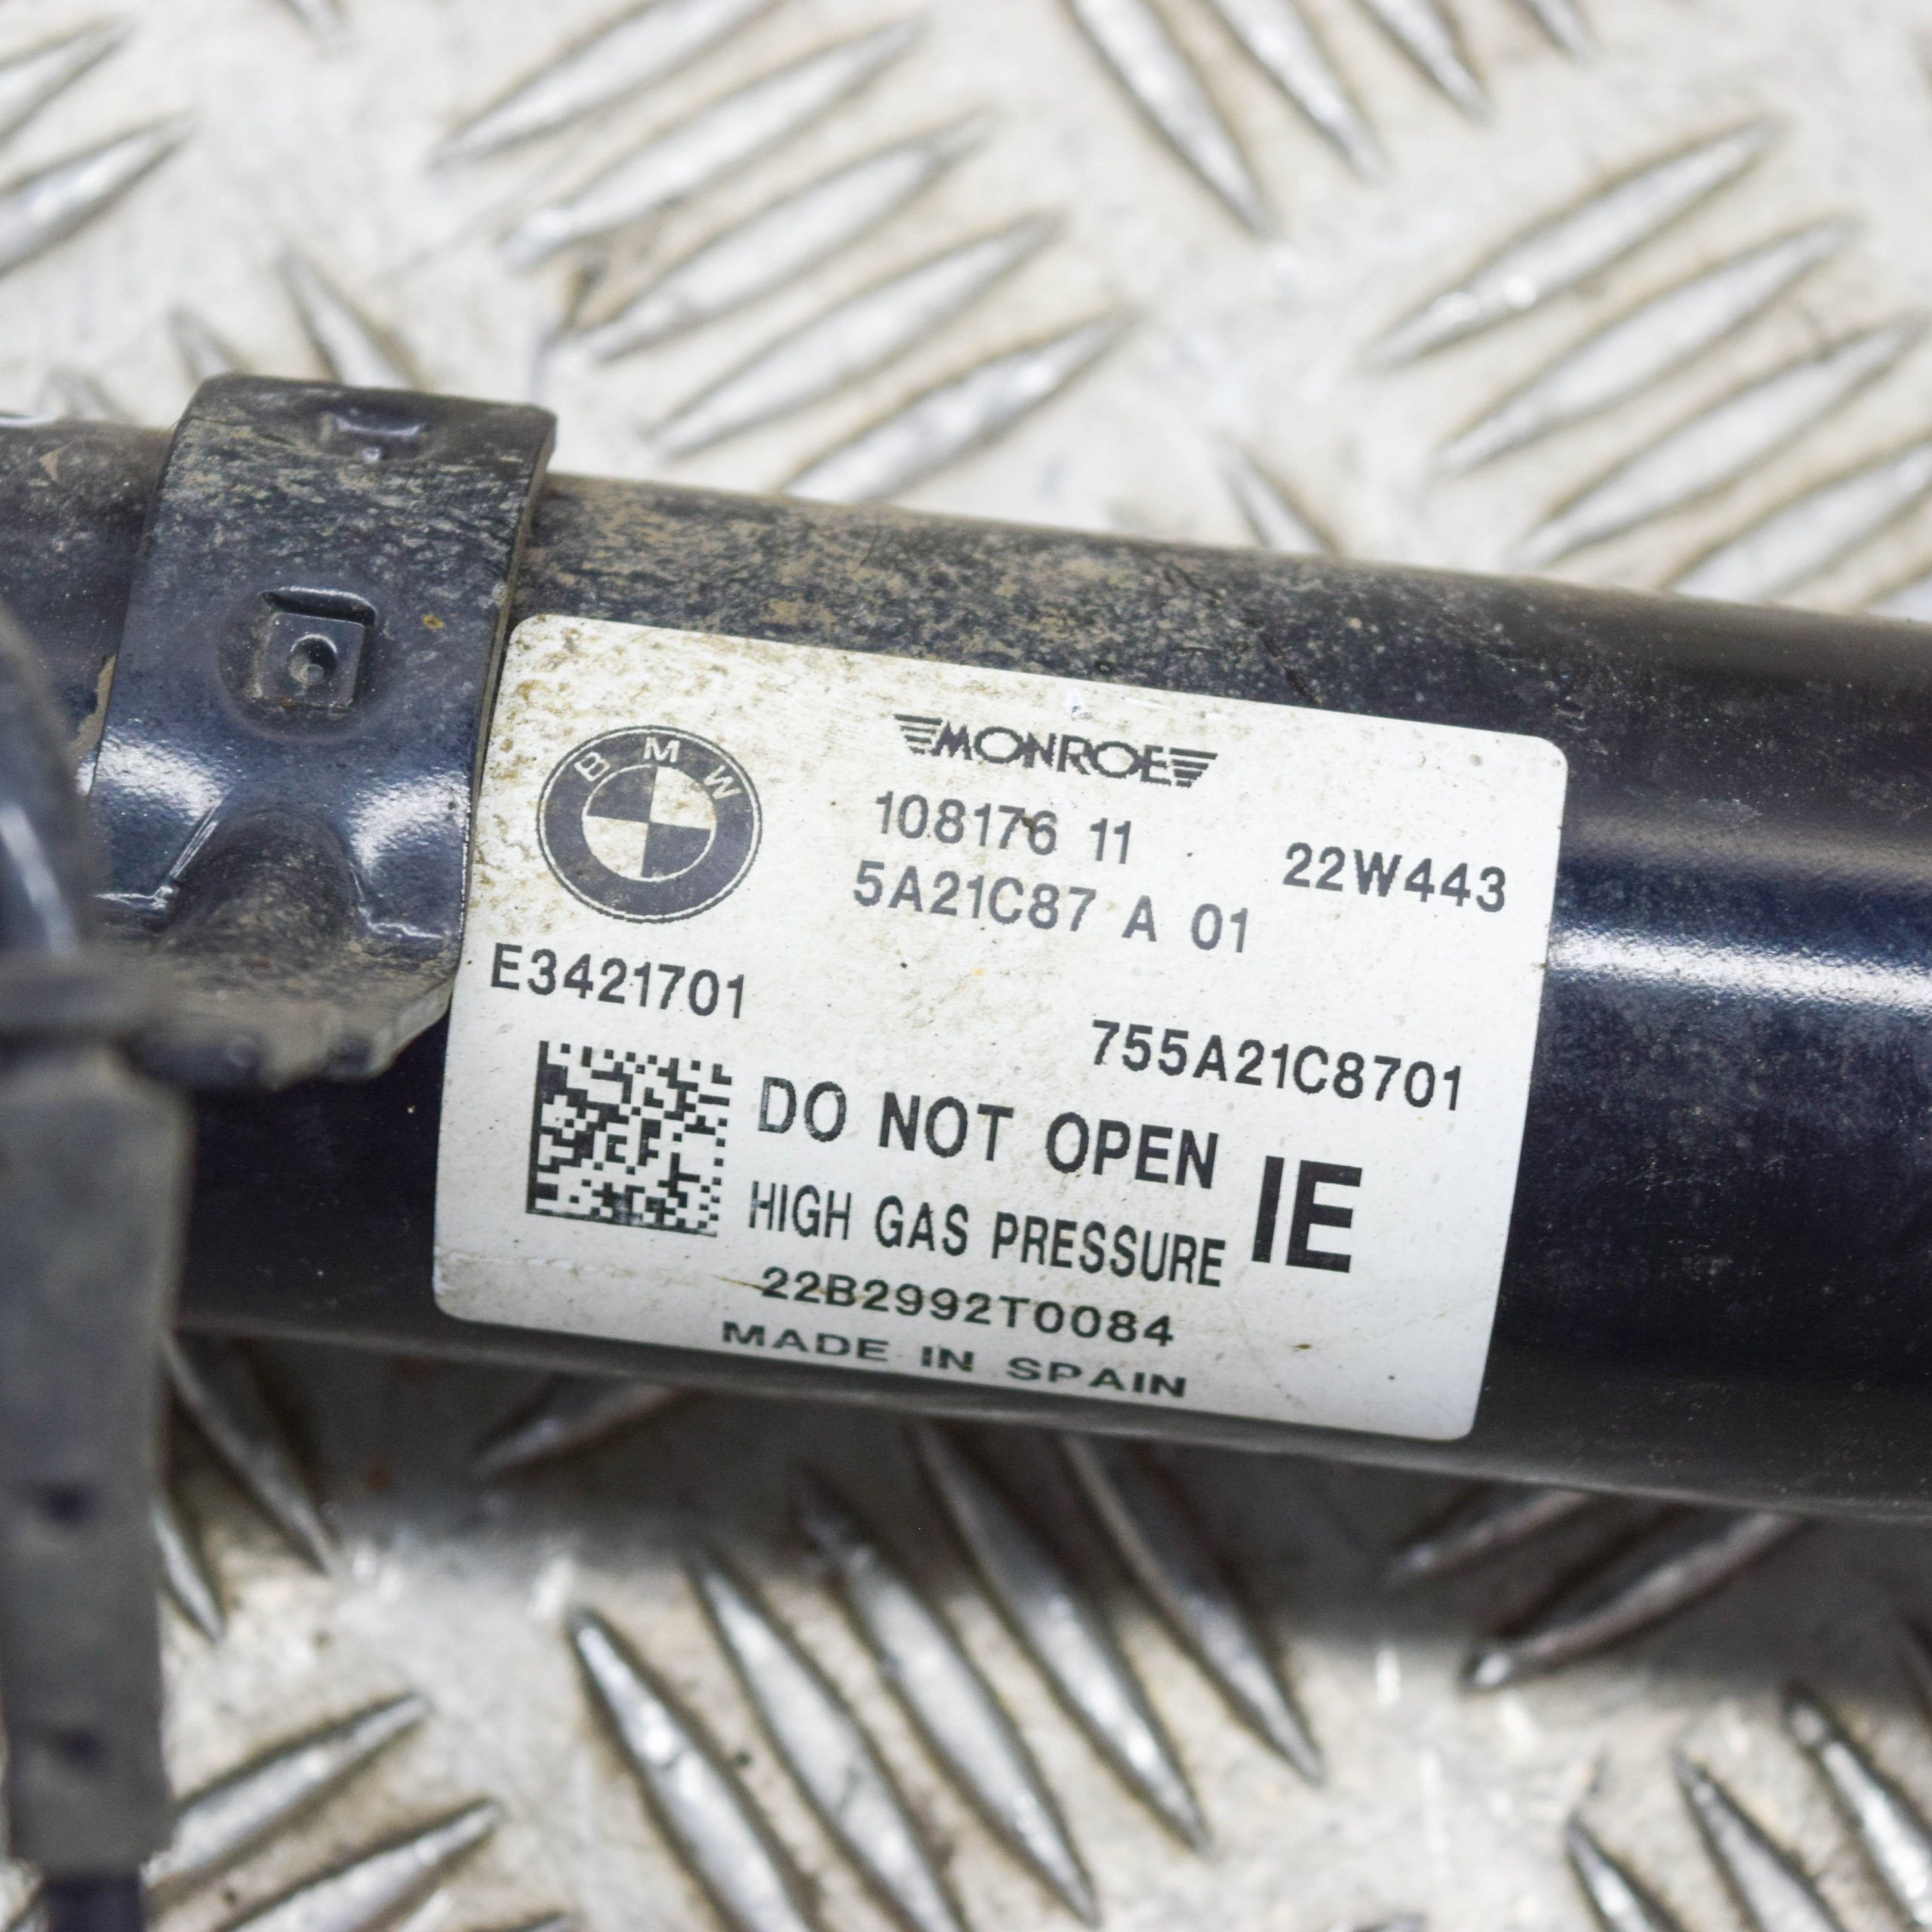 BMW
MONROE
108176 11
22W443
5A21C87 A 01
E3421701
755A21C8701
DO NOT OPEN
IE
HIGH GAS PRESSURE
22B2992T0084
MADE IN SPAIN